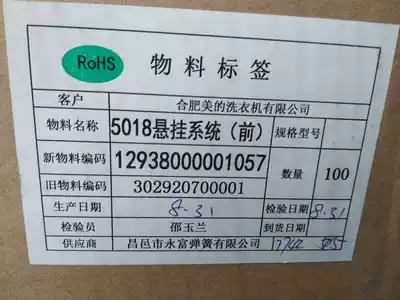 RoHS 物料标签
客户 合肥美的洗衣机有限公司
物料名称 5018悬挂系统（前） 规格型号
新物料编码 12938000001057 数量 100
旧物料编码 302920700001
生产日期 8-31 检验日期 8.31
检验员 邵玉兰 到货日期
供应商 昌邑市永富弹簧有限公司